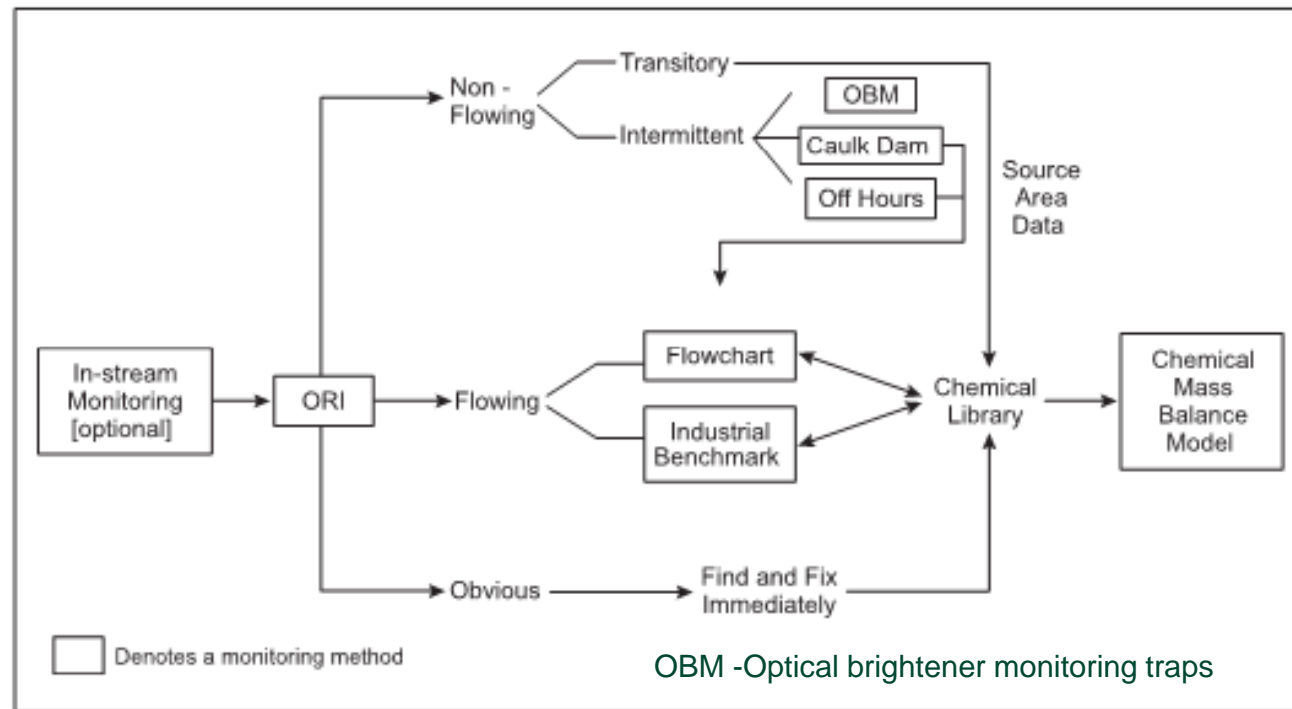 Non -
Flowing
Transitory
Intermittent
OBM
Caulk Dam
Off Hours
Source
Area
Data
In-stream
Monitoring
[optional]
ORI
Flowing
Flowchart
Industrial
Benchmark
Chemical
Library
Chemical
Mass
Balance
Model
Obvious
Find and Fix
Immediately
Denotes a monitoring method
OBM -Optical brightener monitoring traps